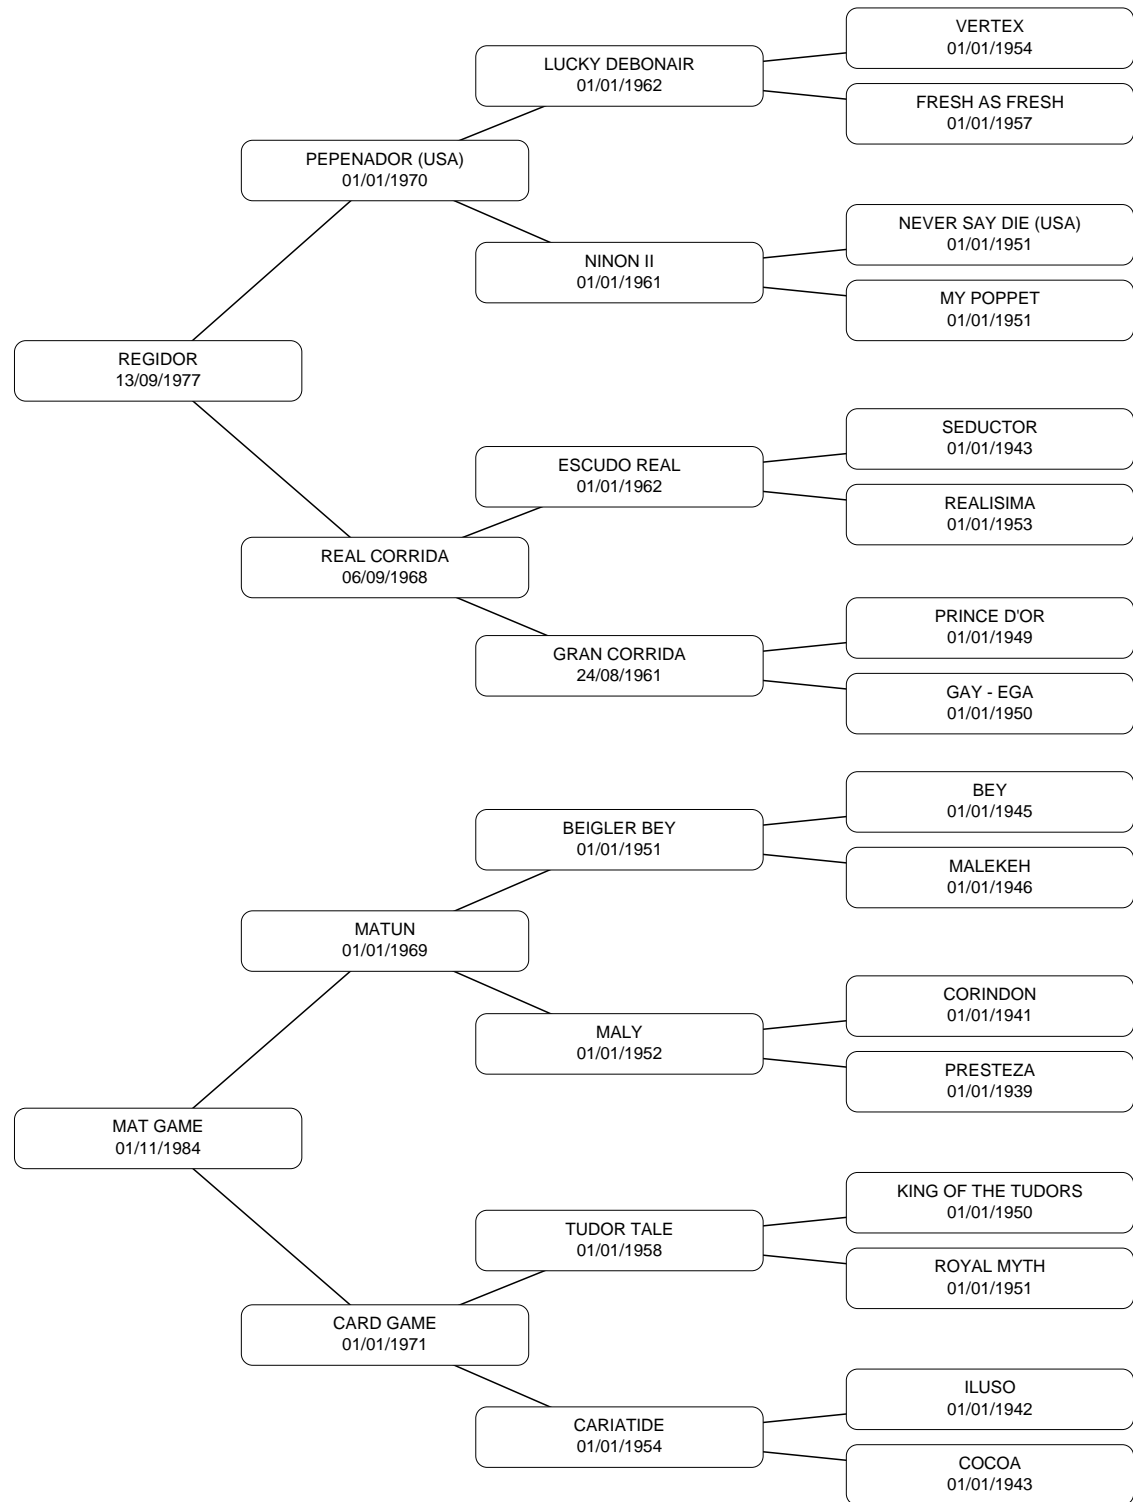 VERTEX
01/01/1954
LUCKY DEBONAIR
01/01/1962
FRESH AS FRESH
01/01/1957
PEPENADOR (USA)
01/01/1970
NEVER SAY DIE (USA)
01/01/1951
NINON II
01/01/1961
MY POPPET
01/01/1951
REGIDOR
13/09/1977
SEDUCTOR
01/01/1943
ESCUDO REAL
01/01/1962
REALISIMA
01/01/1953
REAL CORRIDA
06/09/1968
PRINCE D'OR
01/01/1949
GRAN CORRIDA
24/08/1961
GAY - EGA
01/01/1950
BEY
01/01/1945
BEIGLER BEY
01/01/1951
MALEKEH
01/01/1946
MATUN
01/01/1969
CORINDON
01/01/1941
MALY
01/01/1952
PRESTEZA
01/01/1939
MAT GAME
01/11/1984
KING OF THE TUDORS
01/01/1950
TUDOR TALE
01/01/1958
ROYAL MYTH
01/01/1951
CARD GAME
01/01/1971
ILUSO
01/01/1942
CARIATIDE
01/01/1954
COCOA
01/01/1943